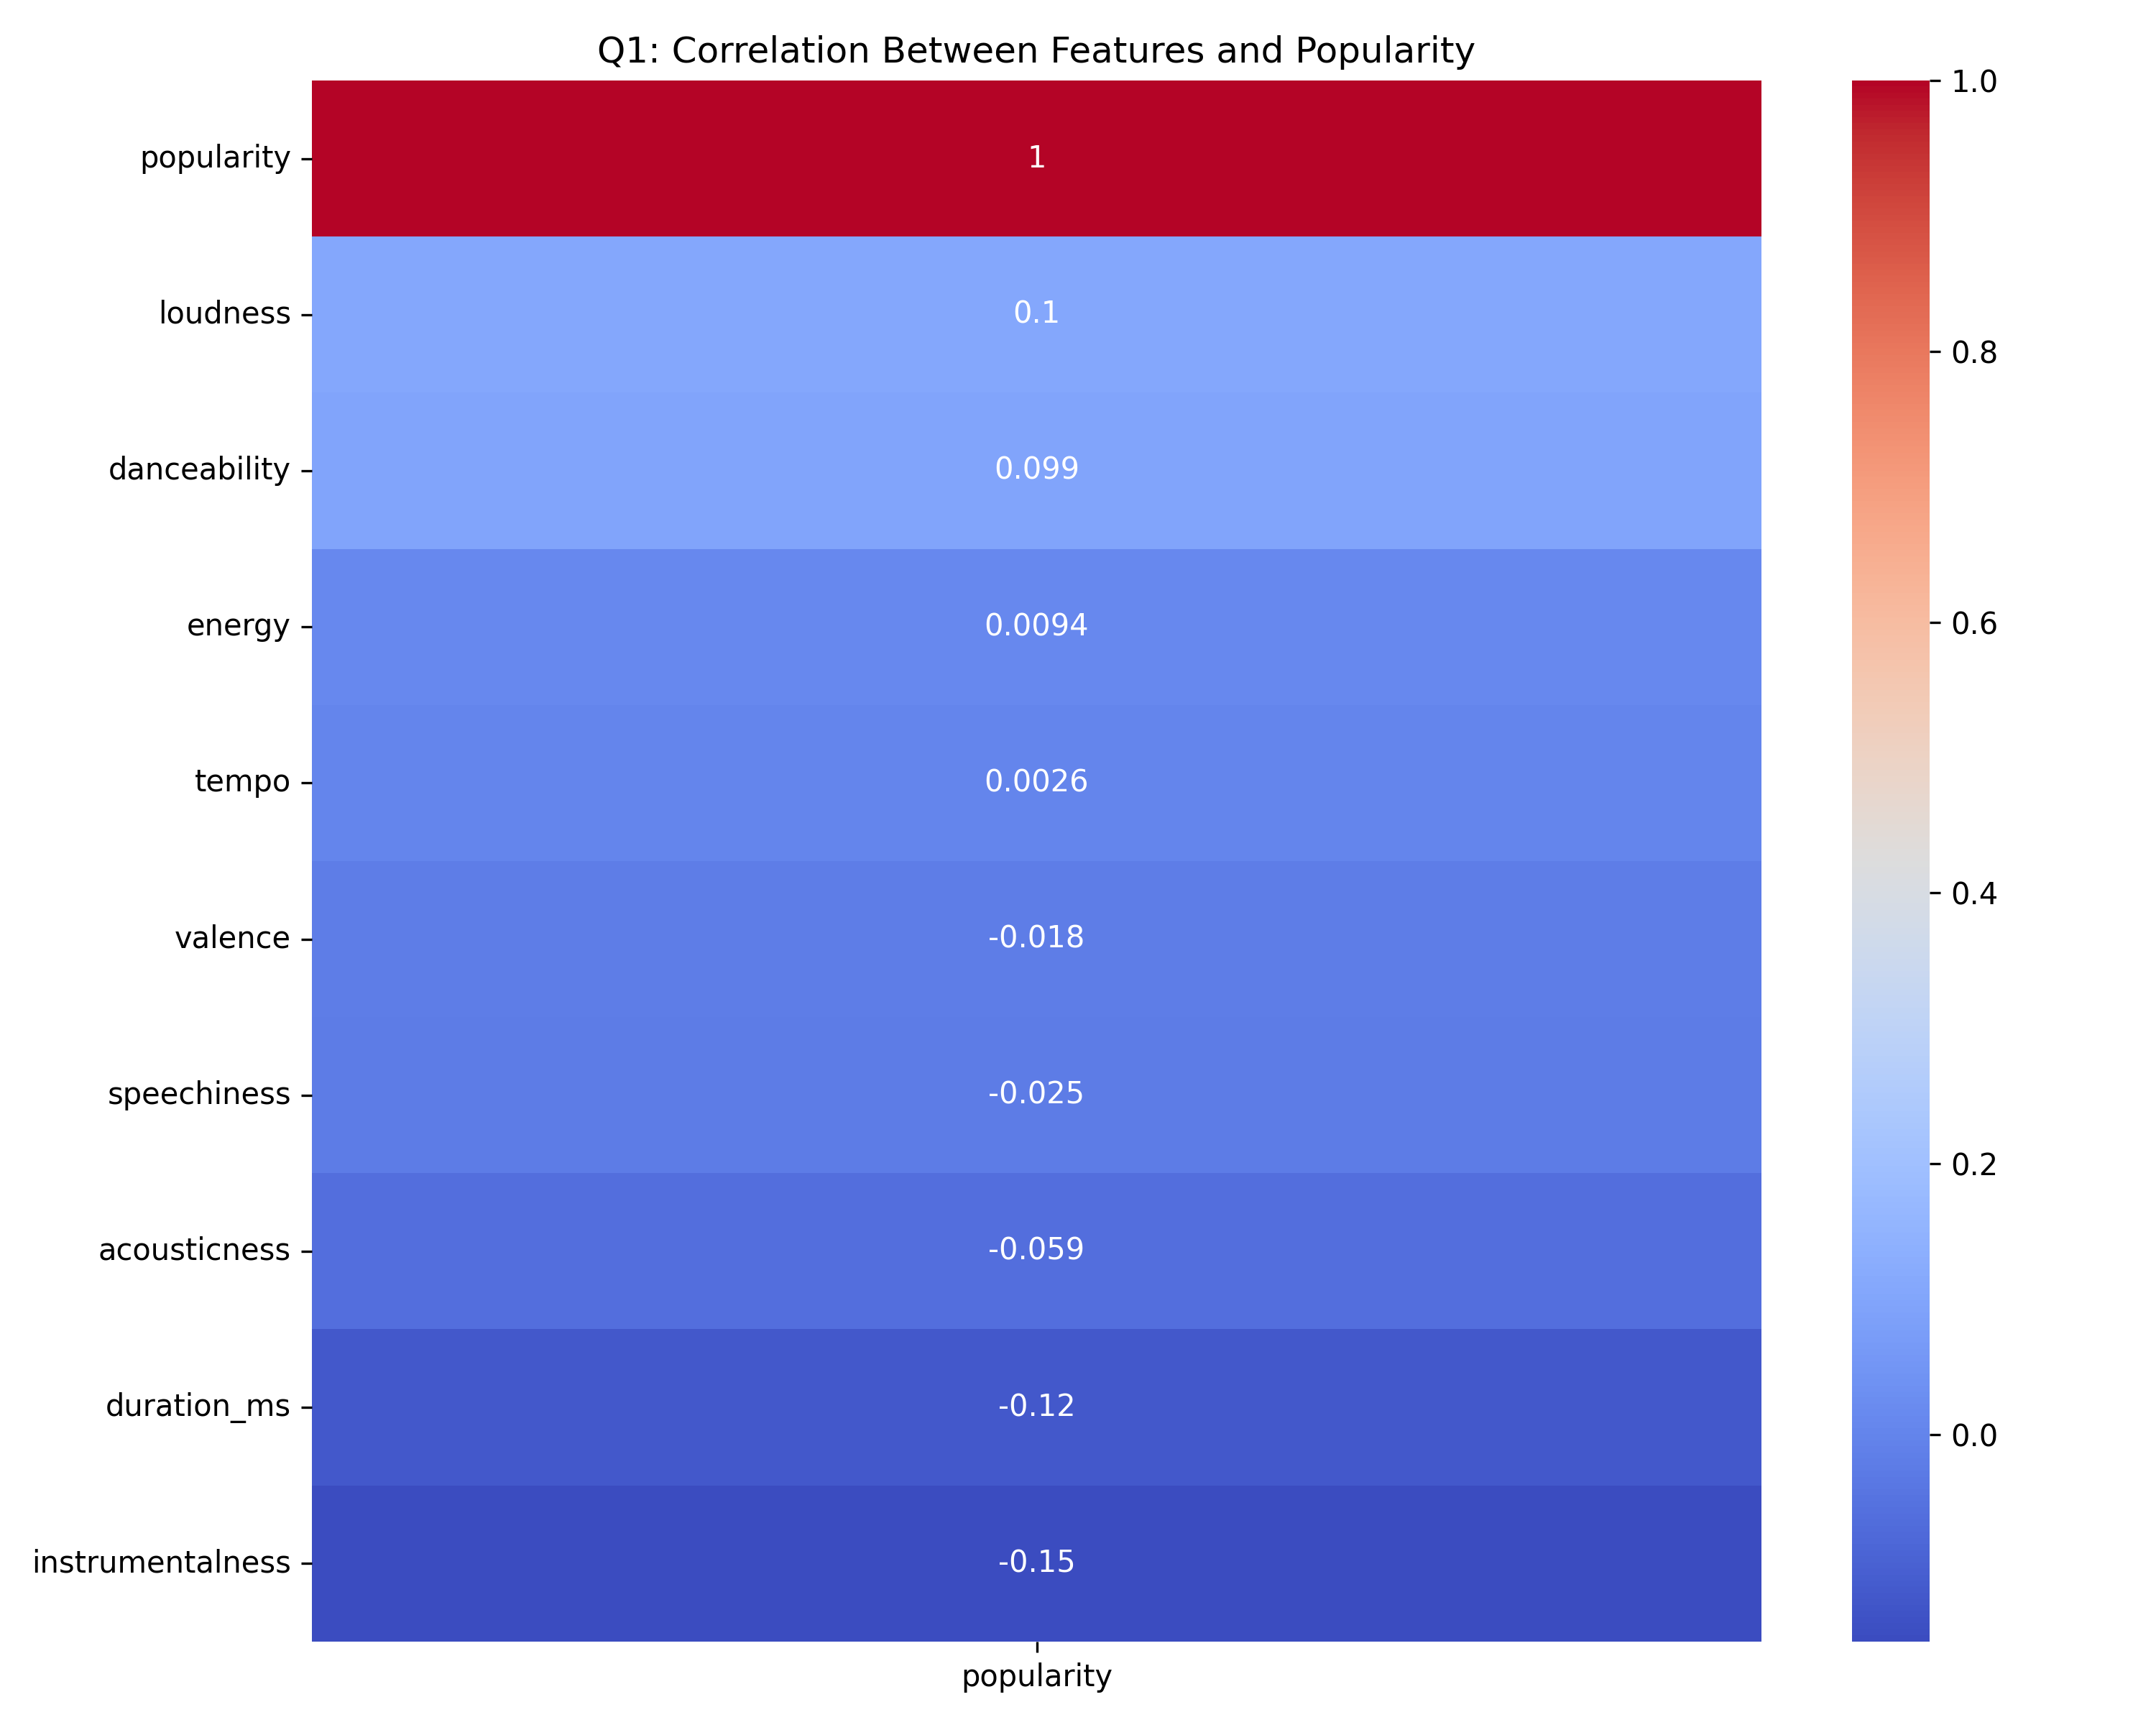 Q1: Correlation Between Features and Popularity
popularity 1
loudness 0.1
danceability 0.099
energy 0.0094
tempo 0.0026
valence -0.018
speechiness -0.025
acousticness -0.059
duration_ms -0.12
instrumentalness -0.15
popularity
1.0
0.8
0.6
0.4
0.2
0.0